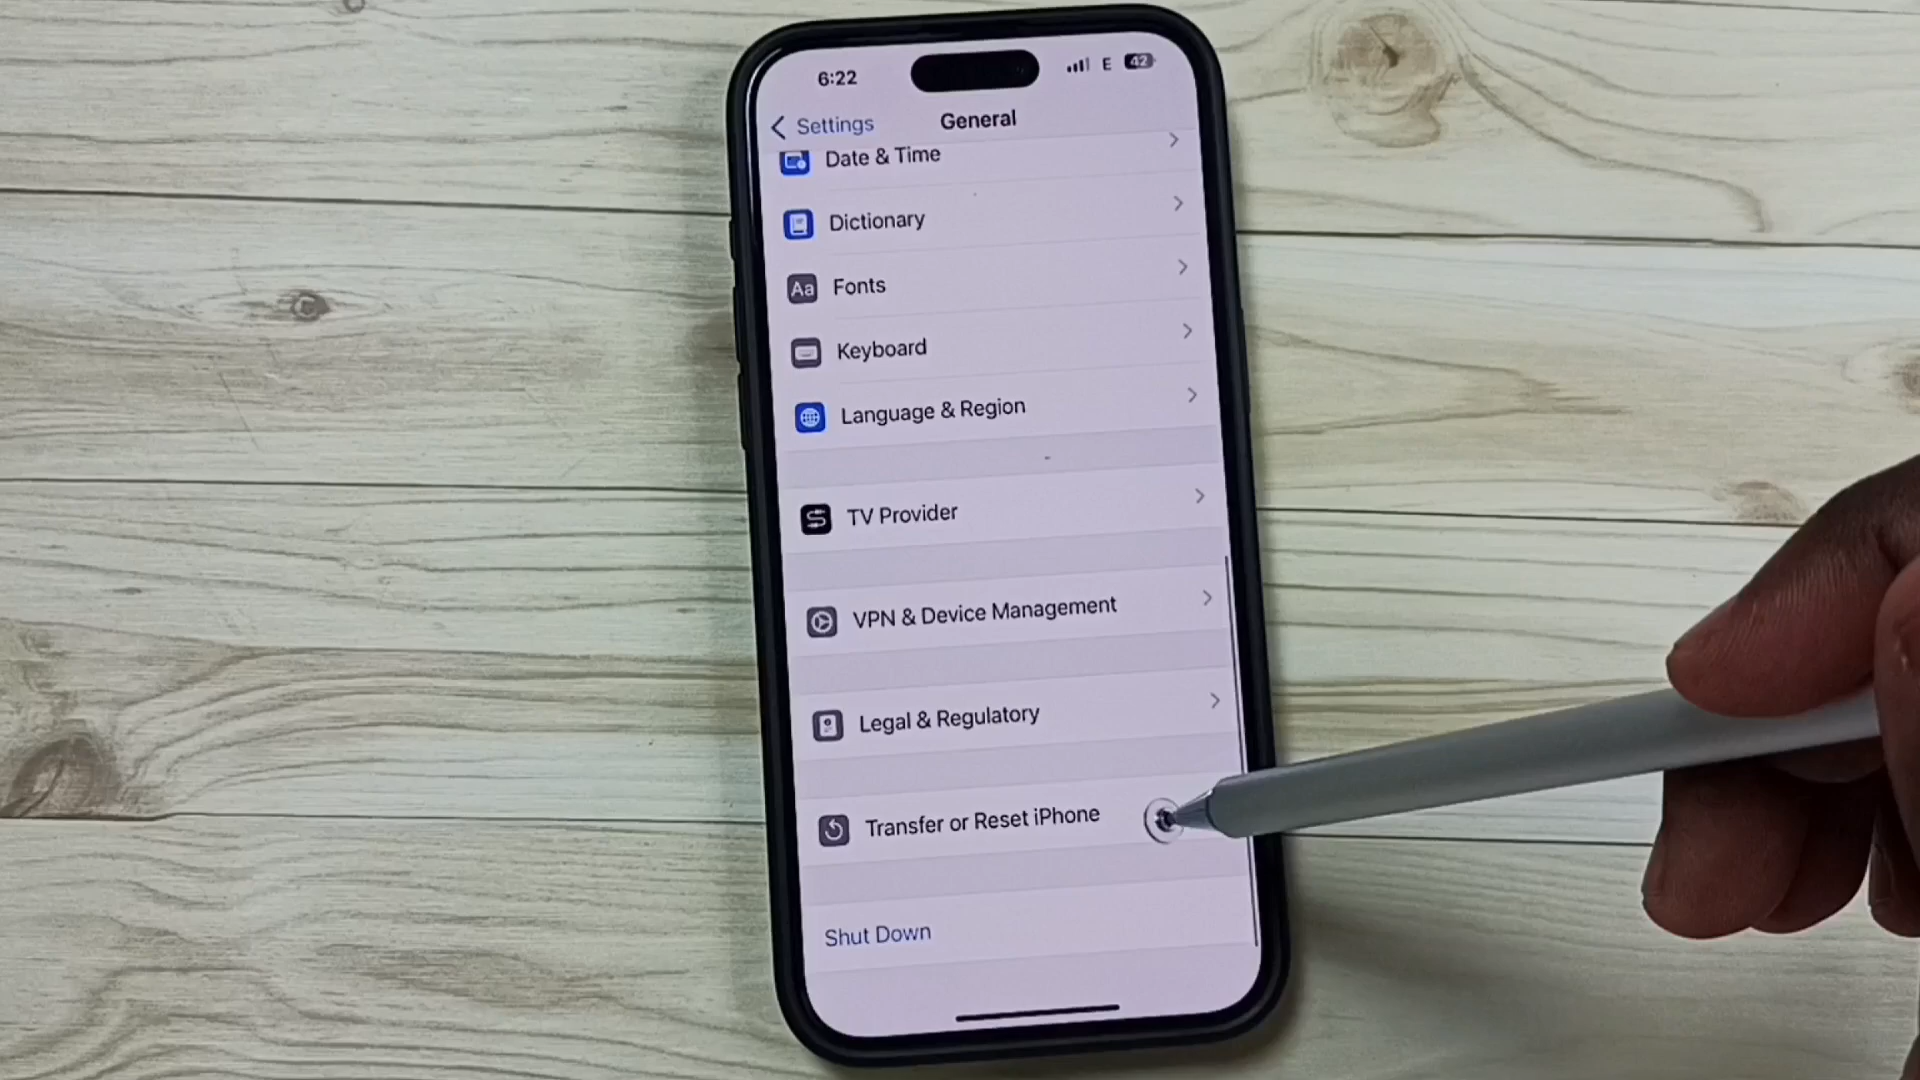 6:22
E 42
Settings
General
Date & Time
Dictionary
Aa Fonts
Keyboard
Language & Region
TV Provider
VPN & Device Management
Legal & Regulatory
Transfer or Reset iPhone
Shut Down